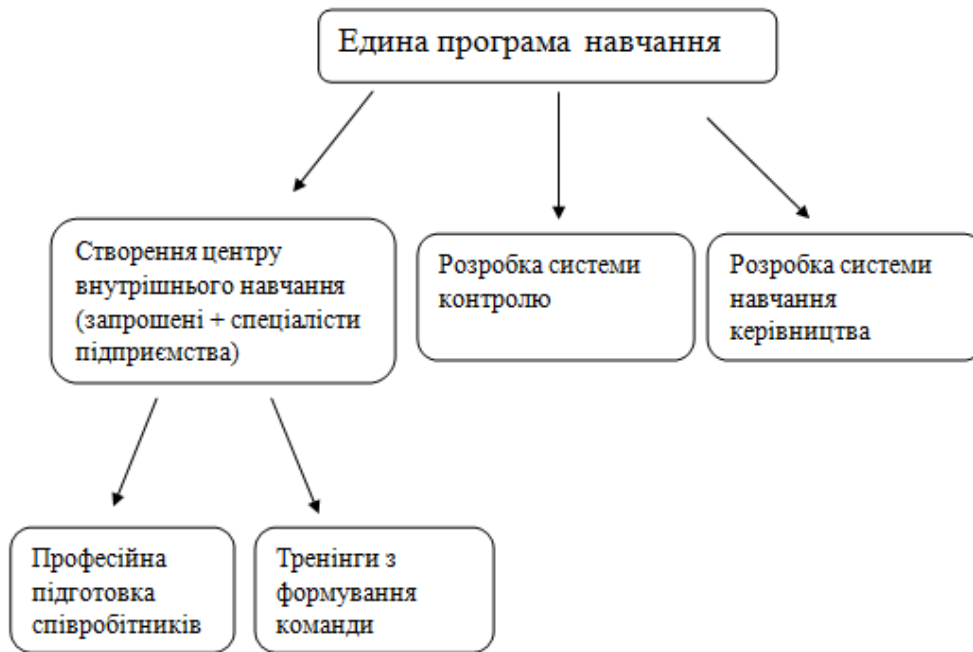 Едина програма навчання
Створення центру
внутрішнього навчання
(запрошені + спеціалісти
підприємства)
Розробка системи
контролю
Розробка системи
навчання
керівництва
Професійна
підготовка
співробітників
Тренінги з
формування
команди